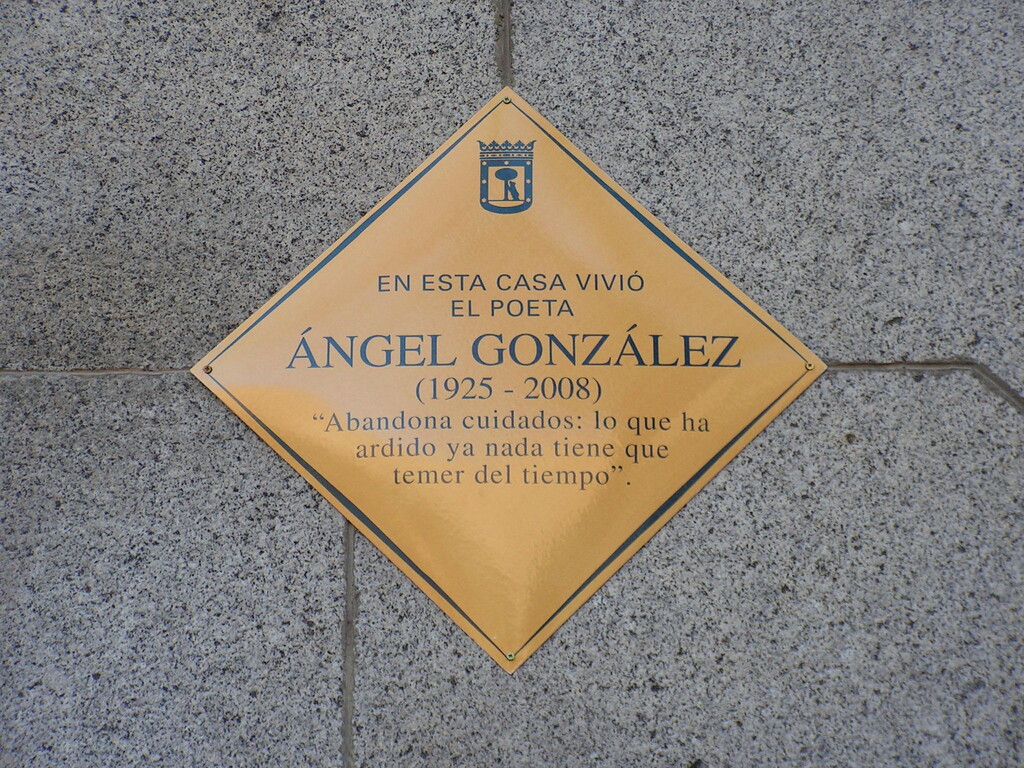 EN ESTA CASA VIVIÓ
EL POETA
ÁNGEL GONZÁLEZ
(1925 - 2008)
“Abandona cuidados: lo que ha
ardido ya nada tiene que
temer del tiempo”.